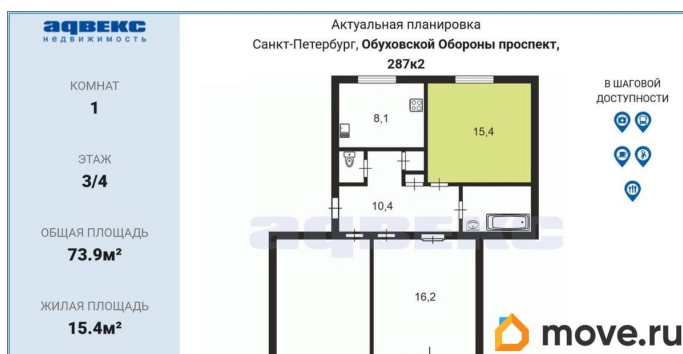 адвекс
недвижимость
КОМНАТ
1
ЭТАЖ
3/4
ОБЩАЯ ПЛОЩАДЬ
73.9м²
ЖИЛАЯ ПЛОЩАДЬ
15.4м²
Актуальная планировка
Санкт-Петербург, Обуховской Обороны проспект,
287к2
8,1
15,4
10,4
адвекс
16,2
В ШАГОВОЙ
ДОСТУПНОСТИ
move.ru